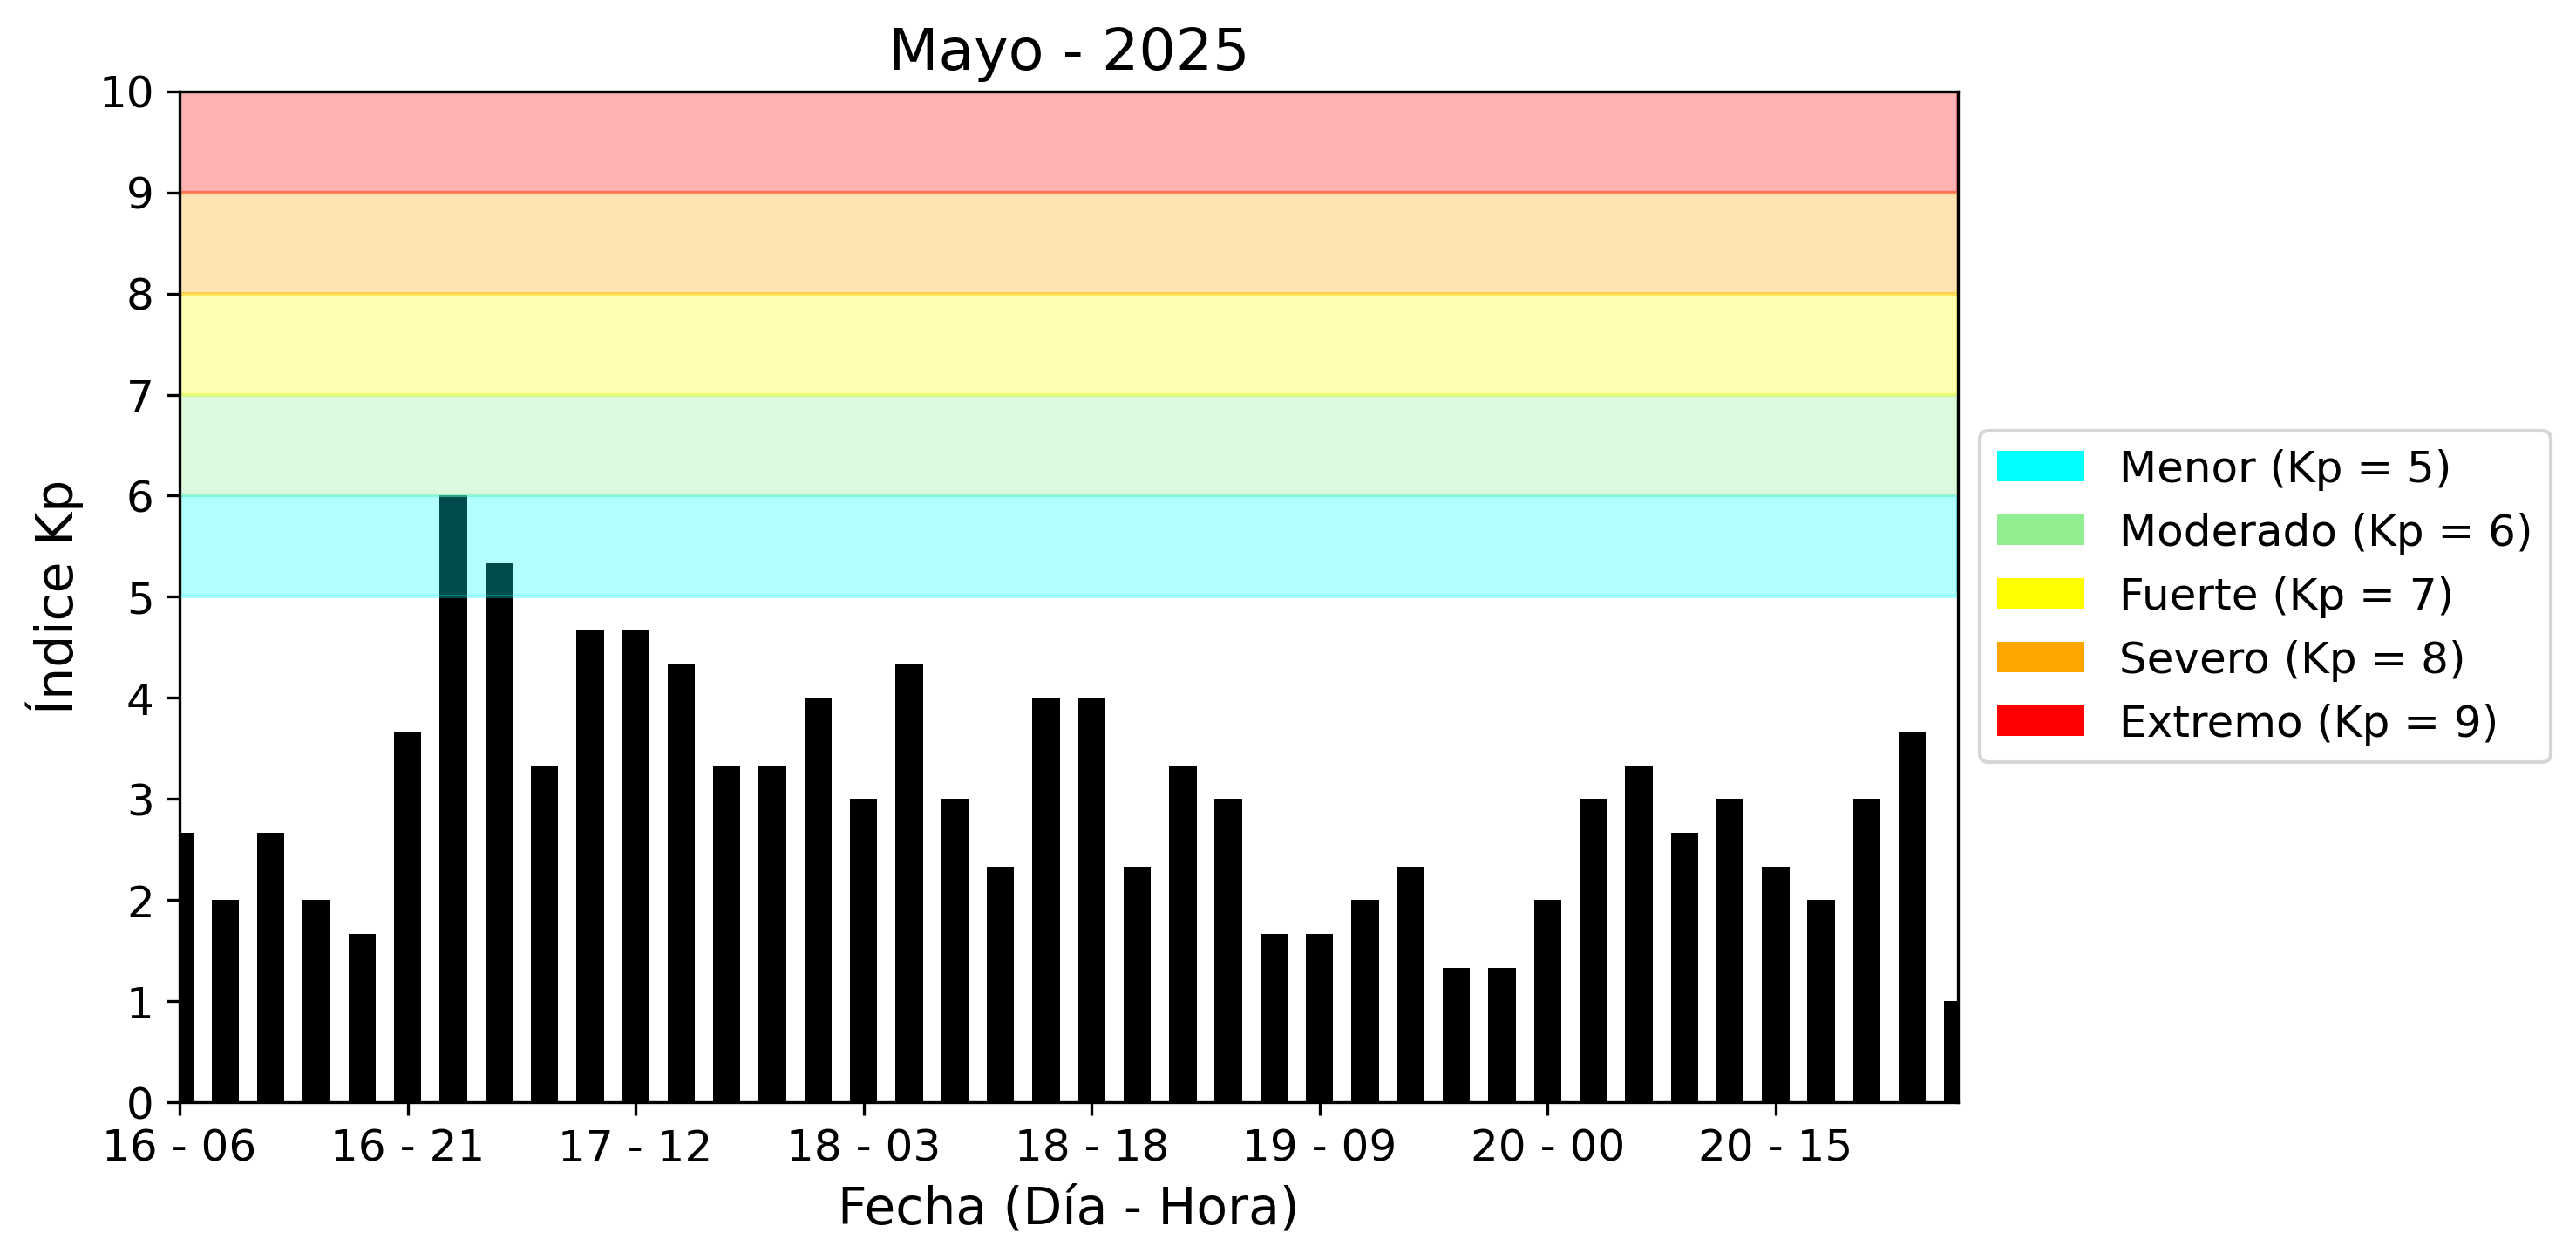 Mayo - 2025
10
9
8
7
6
5
4
3
2
1
0
Índice Kp
16 - 06
16 - 21
17 - 12
18 - 03
18 - 18
19 - 09
20 - 00
20 - 15
Fecha (Día - Hora)
Menor (Kp = 5)
Moderado (Kp = 6)
Fuerte (Kp = 7)
Severo (Kp = 8)
Extremo (Kp = 9)